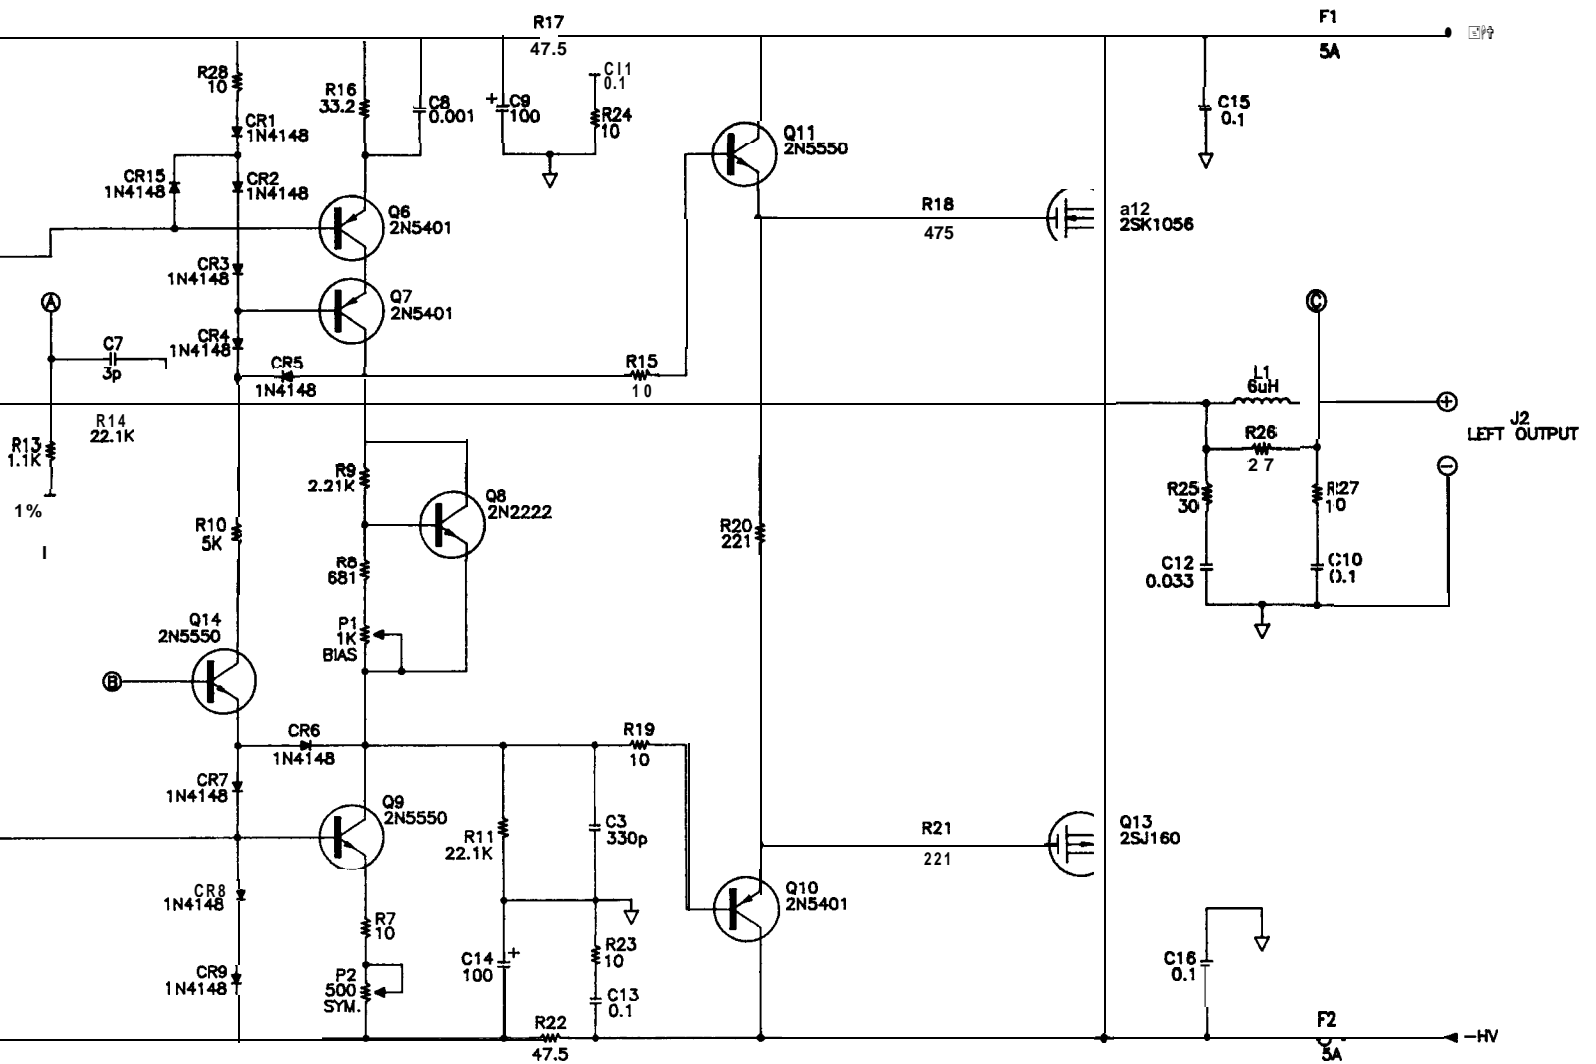 R17
47.5
F1
5A
R28
10
R16
33.2
C8
0.001
C9
100
+
CI1
0.1
R24
10
C15
0.1
CR1
1N4148
Q11
2N5550
CR15
1N4148
CR2
1N4148
Q6
2N5401
R18
475
a12
2SK1056
CR3
1N4148
Q7
2N5401
A
C
CR4
1N4148
C7
3p
CR5
1N4148
R15
10
L1
6uH
+
J2
LEFT OUTPUT
R14
22.1K
R13
1.1K
1%
I
R26
27
−
R9
2.21K
Q8
2N2222
R25
30
R27
10
R10
5K
R20
221
R8
681
C12
0.033
C10
0.1
Q14
2N5550
P1
1K
BIAS
B
CR6
1N4148
R19
10
CR7
1N4148
Q9
2N5550
R11
22.1K
C3
330p
R21
221
Q13
2SJ160
CR8
1N4148
Q10
2N5401
R7
10
C14
100
+
R23
10
C16
0.1
CR9
1N4148
P2
500
SYM.
C13
0.1
R22
47.5
F2
5A
-HV